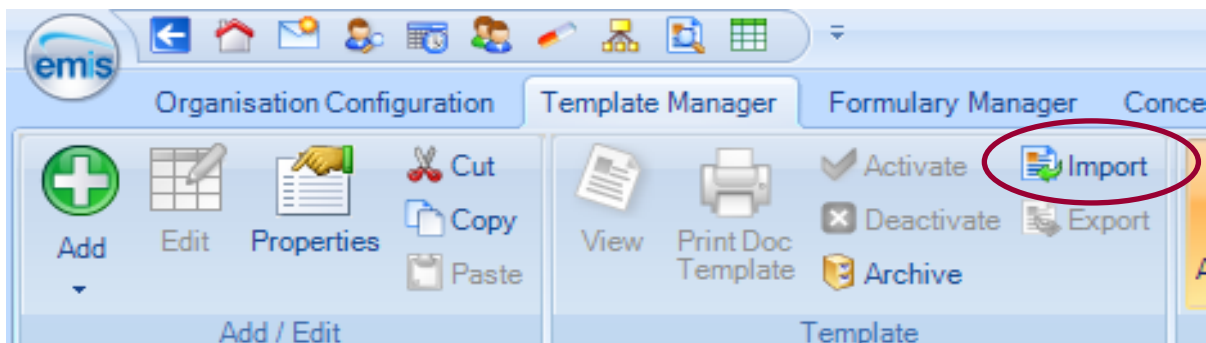 emis
Organisation Configuration
Template Manager
Formulary Manager
Conce
Add
Edit
Properties
Cut
Copy
Paste
Add / Edit
View
Print Doc
Template
Activate
Deactivate
Archive
Import
Export
Template
A